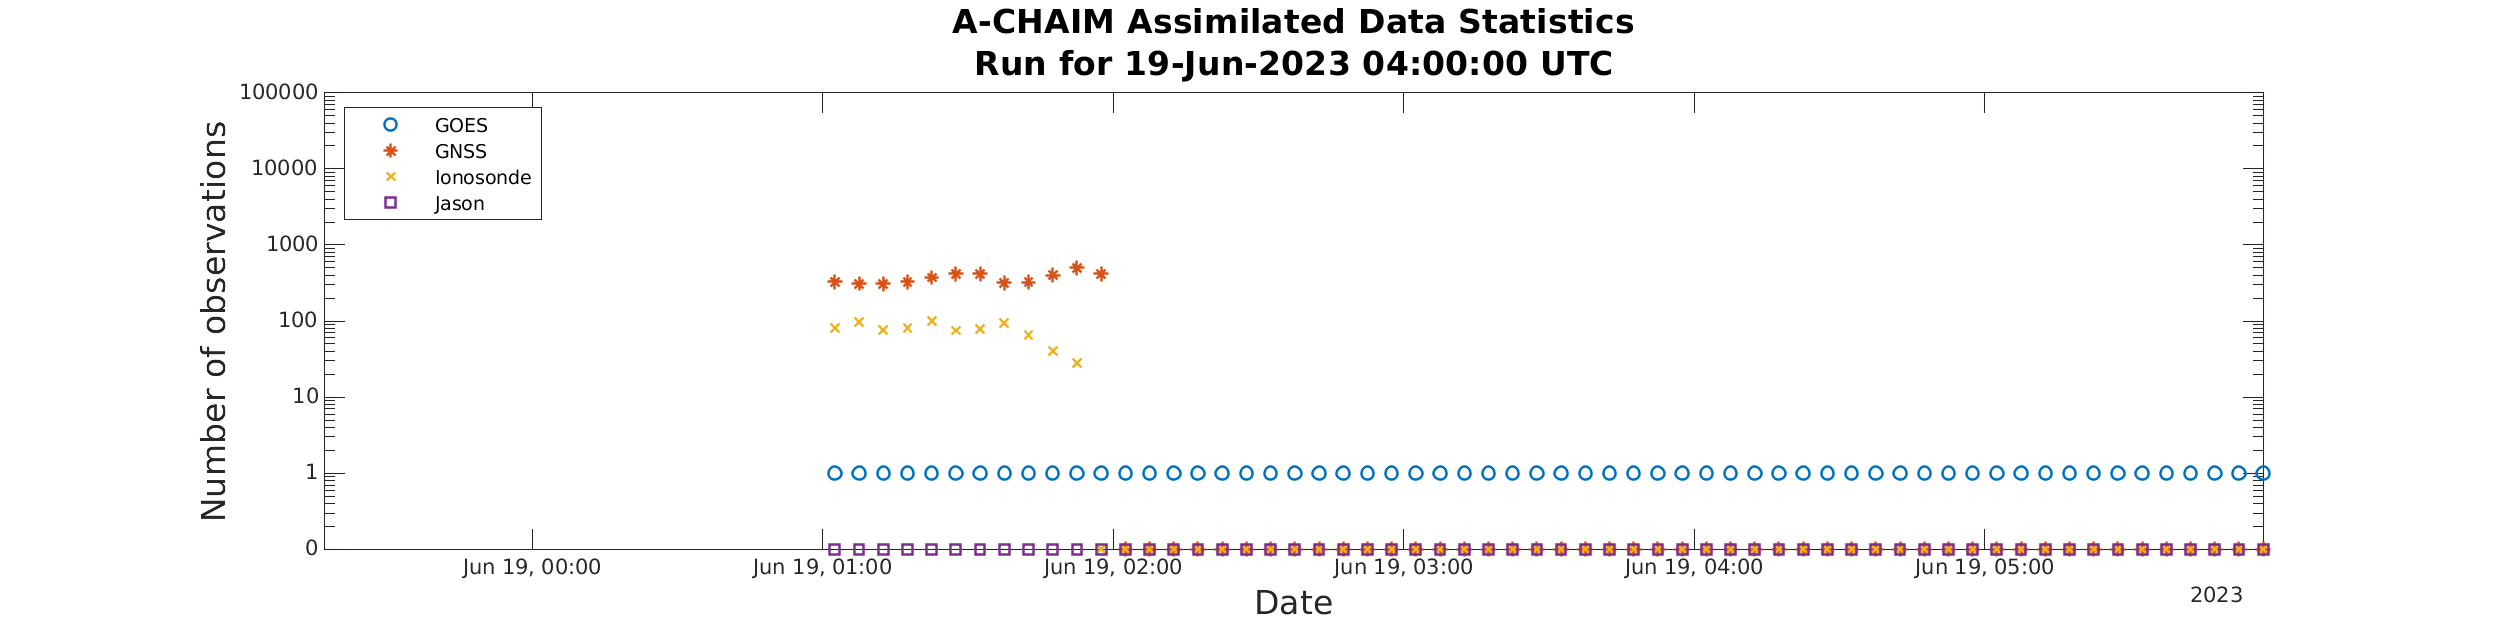 A-CHAIM Assimilated Data Statistics
Run for 19-Jun-2023 04:00:00 UTC
Number of observations
100000
10000
1000
100
10
1
0
GOES
GNSS
Ionosonde
Jason
Jun 19, 00:00
Jun 19, 01:00
Jun 19, 02:00
Jun 19, 03:00
Jun 19, 04:00
Jun 19, 05:00
2023
Date